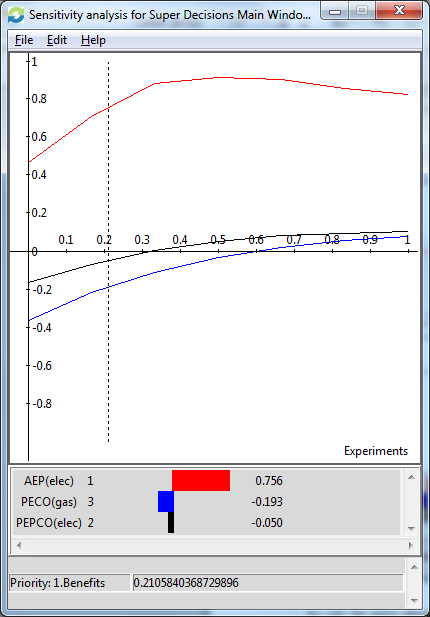 Sensitivity analysis for Super Decisions Main Windo...
File Edit Help
1
0.8
0.6
0.4
0.2
0.1 0.2 0.3 0.4 0.5 0.6 0.7 0.8 0.9 1
0
-0.2
-0.4
-0.6
-0.8
Experiments
AEP(elec) 1 0.756
PECO(gas) 3 -0.193
PEPCO(elec) 2 -0.050
Priority: 1.Benefits 0.2105840368729896